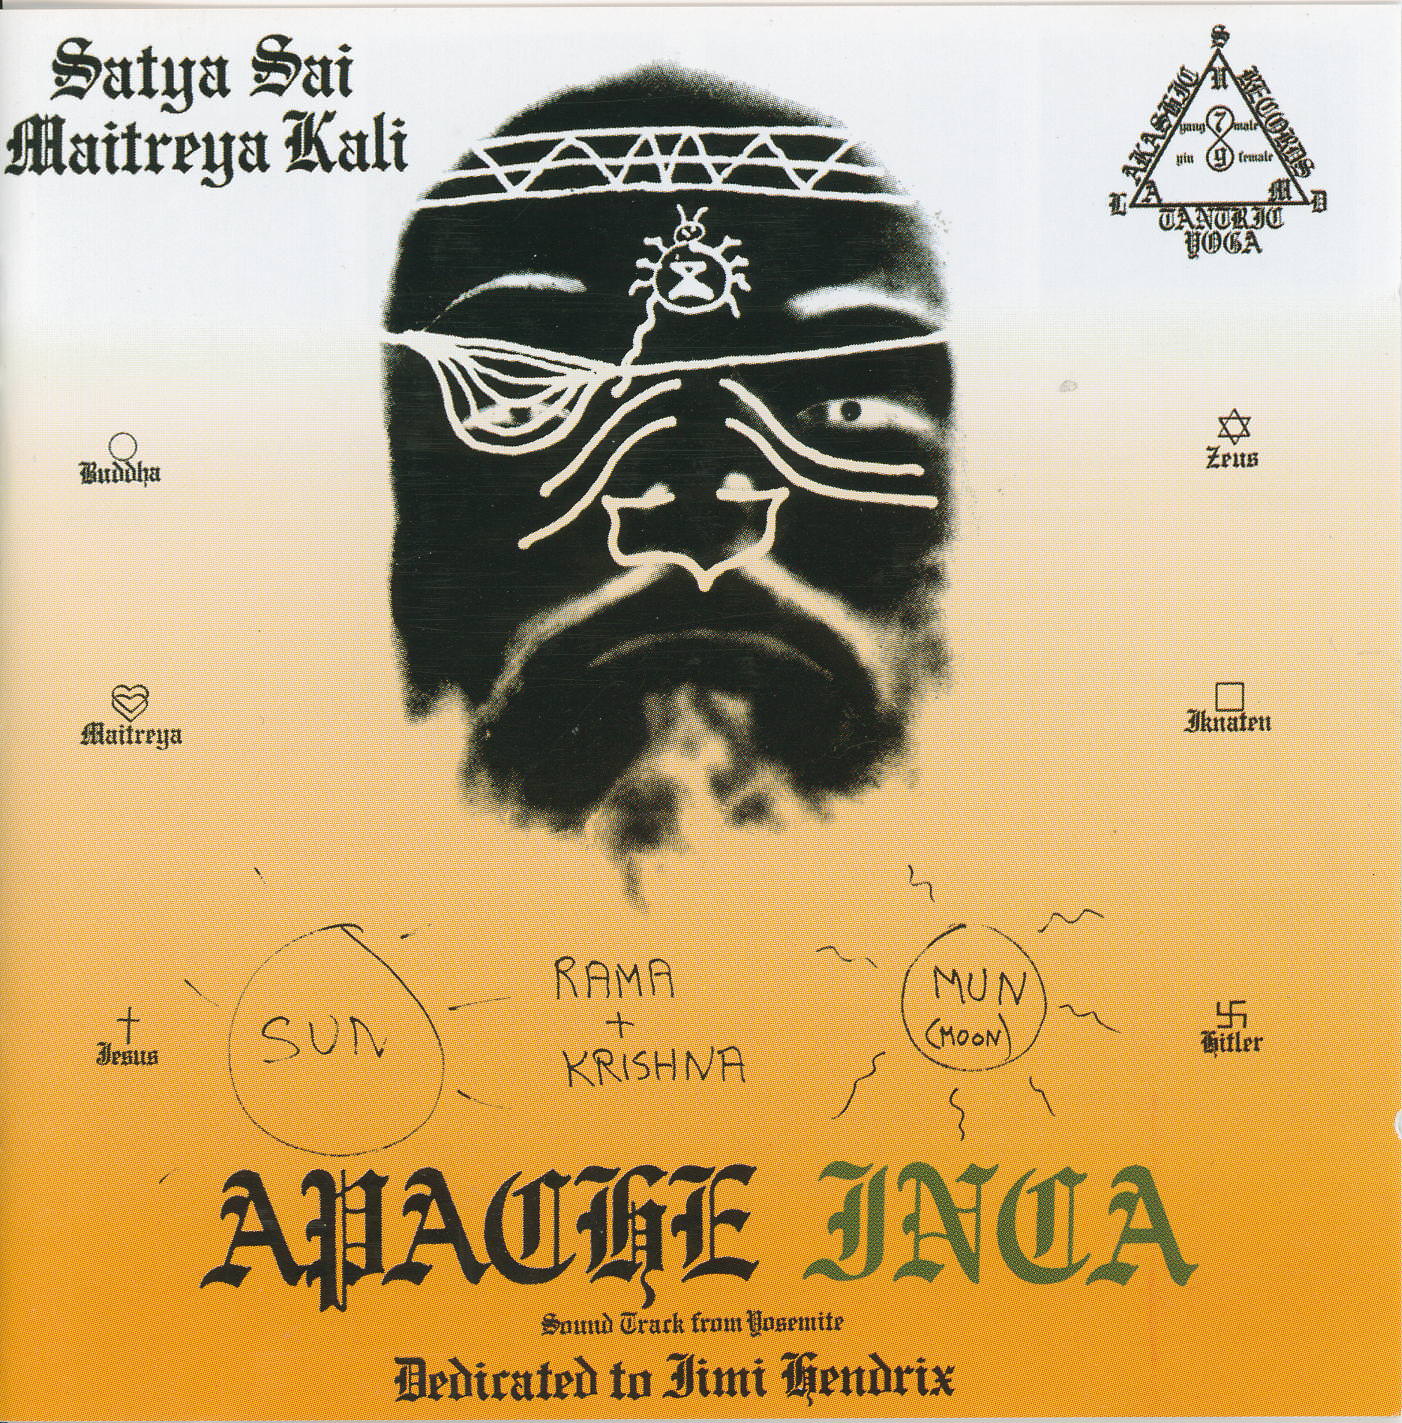 Satya Sai
Maitreya Kali
S
U
AKASHIC
RECORDS
yang 7 male
yin 9 female
L A M D
TANTRIC
YOGA
Buddha
Zeus
Maitreya
Iknaten
Jesus
Hitler
SUN
RAMA
+
KRISHNA
MUN
(MOON)
APACHE INCA
Sound Track from Yosemite
Dedicated to Jimi Hendrix